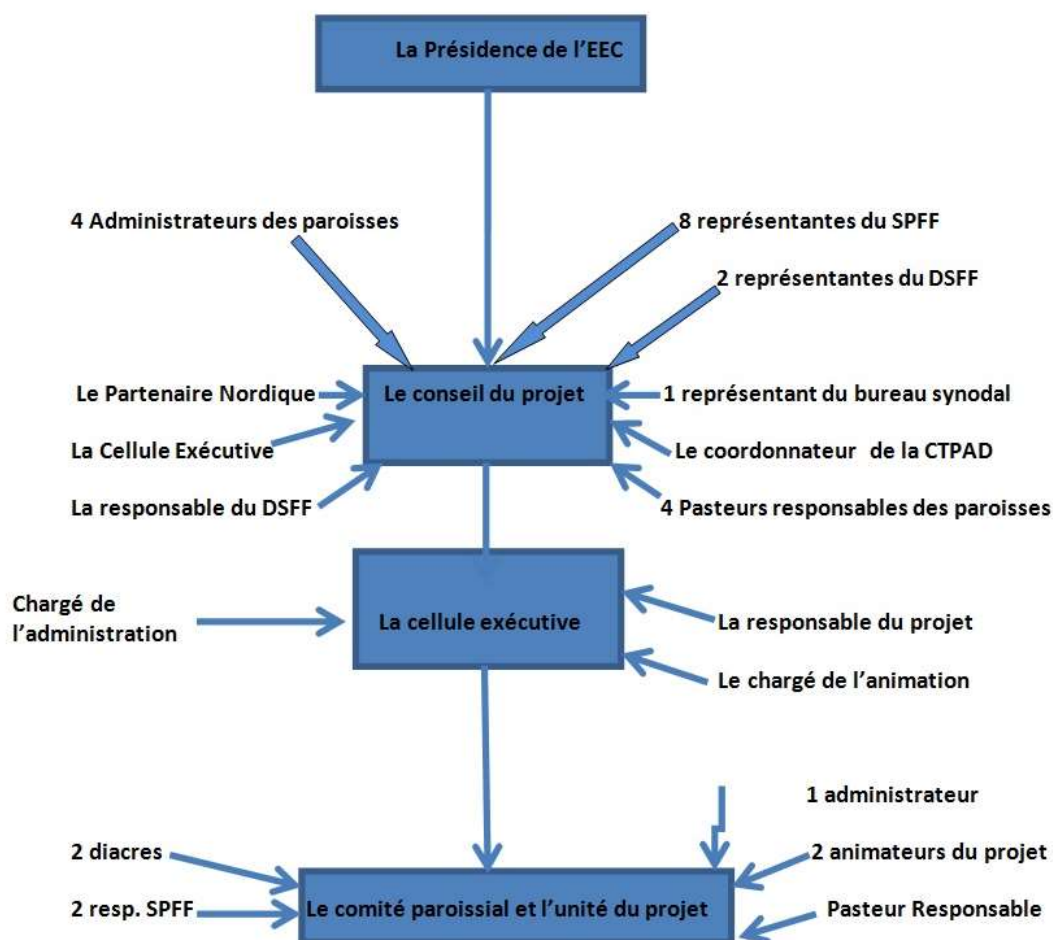 La Présidence de l'EEC
4 Administrateurs des paroisses
8 représentantes du SPFF
2 représentantes du DSFF
Le Partenaire Nordique
Le conseil du projet
1 représentant du bureau synodal
La Cellule Exécutive
Le coordonnateur de la CTPAD
La responsable du DSFF
4 Pasteurs responsables des paroisses
Chargé de
l'administration
La cellule exécutive
La responsable du projet
Le chargé de l'animation
1 administrateur
2 diacres
2 animateurs du projet
2 resp. SPFF
Le comité paroissial et l'unité du projet
Pasteur Responsable